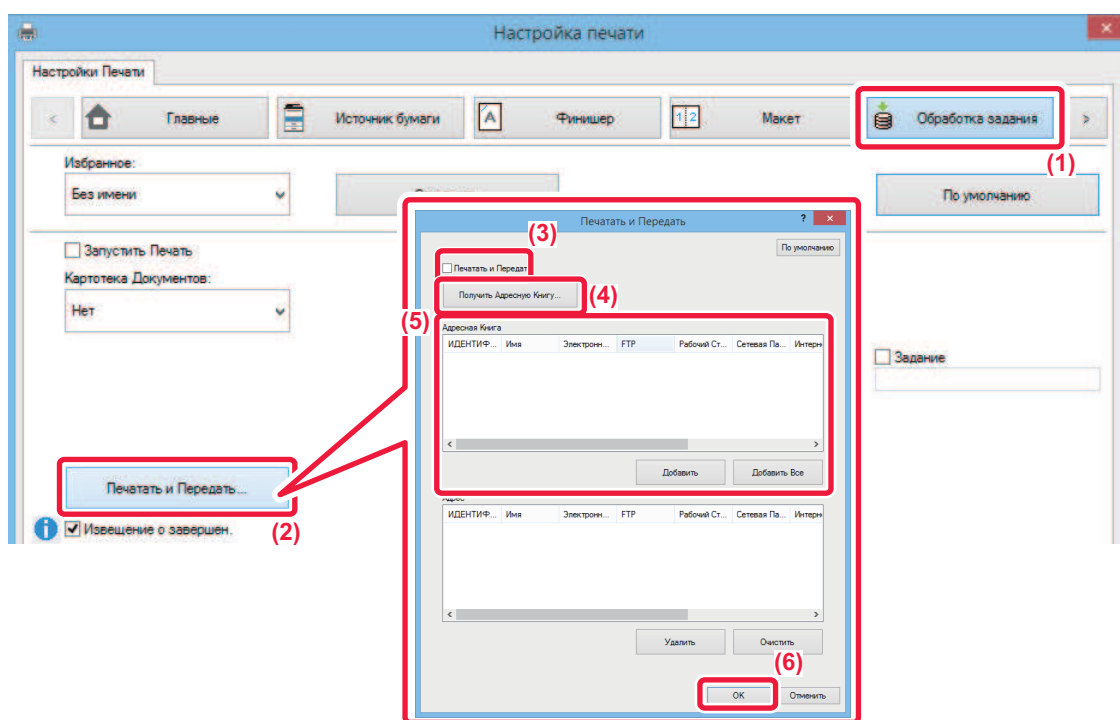 Настройка печати
Настройки Печати
Главные
Источник бумаги
Финишер
1 2
Макет
Обработка задания
(1)
Избранное:
Без имени
По умолчанию
Запустить Печать
Картотека Документов:
Нет
Задание
Печатать и Передать...
(2)
Извещение о завершен.
Печатать и Передать
?
(3)
По умолчанию
Печатать и Передат
Получить Адресную Книгу...
(4)
(5)
Адресная Книга
ИДЕНТИФ... Имя Электронн... FTP Рабочий Ст... Сетевая Па... Интерн
Добавить Добавить Все
Адрес
ИДЕНТИФ... Имя Электронн... FTP Рабочий Ст... Сетевая Па... Интерн
Удалить Очистить
(6)
OK Отменить